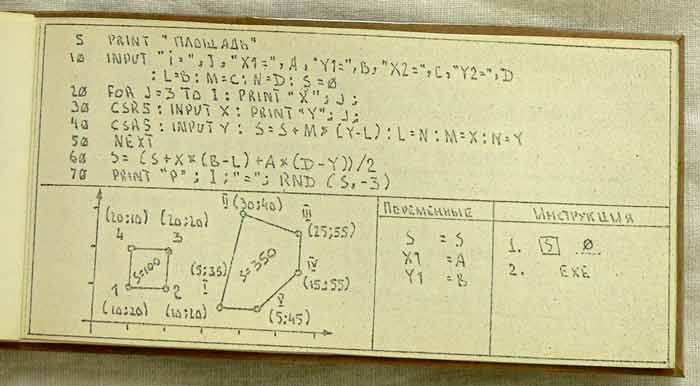 5 PRINT "ПЛОЩАДЬ"
10 INPUT "i=", I, "X1=", A, "Y1=", B, "X2=", C, "Y2=", D
: L=B: M=C: N=D: S=0
20 FOR J=3 TO I: PRINT "X"; J;
30 CSR5: INPUT X: PRINT "Y"; J;
40 CSR5: INPUT Y: S=S+M*(Y-L): L=N: M=X: N=Y
50 NEXT
60 S=(S+X*(B-L)+A*(D-Y))/2
70 PRINT "P"; I; "="; RND (S,-3)
(20;10) (20;20)
4 3
S=100
1 2
(10;10) (10;20)
II (30;40)
III
(25;55)
(5;35)
I
S=350
IV
(15;55)
V
(5;45)
ПЕРЕМЕННЫЕ
S = S
X1 = A
Y1 = B
ИНСТРУКЦИЯ
1. S 0
2. EXE